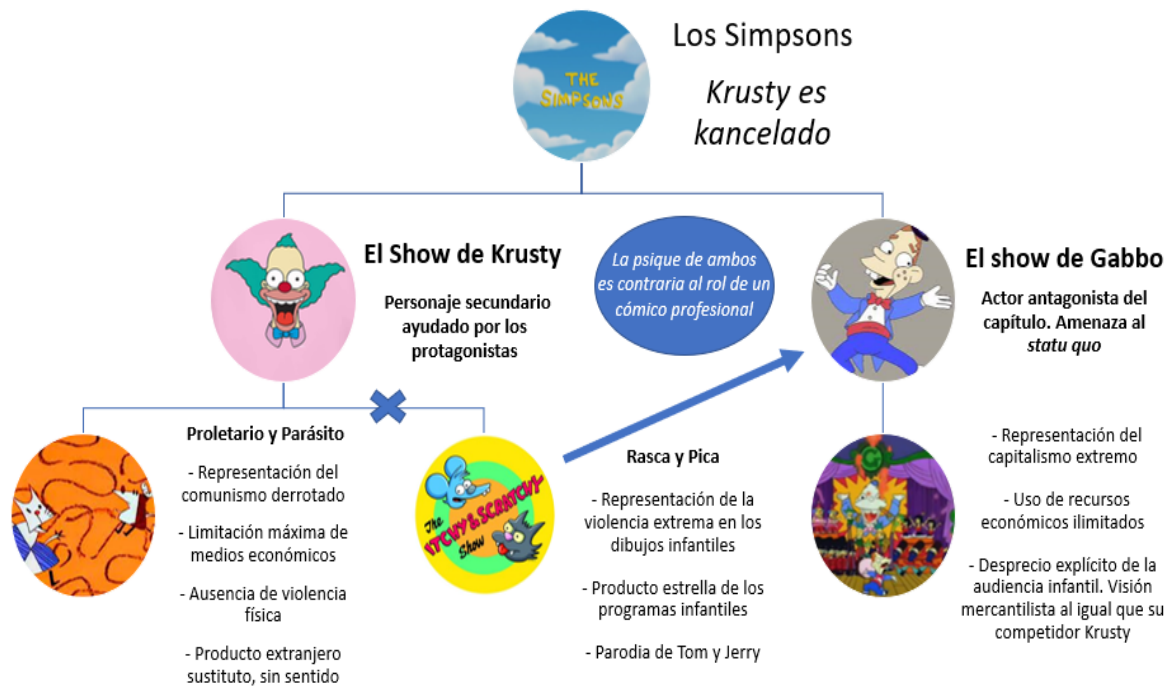 THE
SIMPSONS
Los Simpsons
Krusty es
kancelado
El Show de Krusty
Personaje secundario
ayudado por los
protagonistas
La psique de ambos
es contraria al rol de un
cómico profesional
El show de Gabbo
Actor antagonista del
capítulo. Amenaza al
statu quo
Proletario y Parásito
- Representación del
comunismo derrotado
- Limitación máxima de
medios económicos
- Ausencia de violencia
física
- Producto extranjero
sustituto, sin sentido
The
ITCHY & SCRATCHY
Show
Rasca y Pica
- Representación de la
violencia extrema en los
dibujos infantiles
- Producto estrella de los
programas infantiles
- Parodia de Tom y Jerry
G
- Representación del
capitalismo extremo
- Uso de recursos
económicos ilimitados
- Desprecio explícito de la
audiencia infantil. Visión
mercantilista al igual que su
competidor Krusty